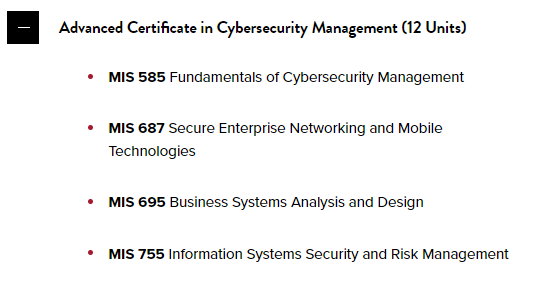 Advanced Certificate in Cybersecurity Management (12 Units)
MIS 585 Fundamentals of Cybersecurity Management
MIS 687 Secure Enterprise Networking and Mobile
Technologies
MIS 695 Business Systems Analysis and Design
MIS 755 Information Systems Security and Risk Management